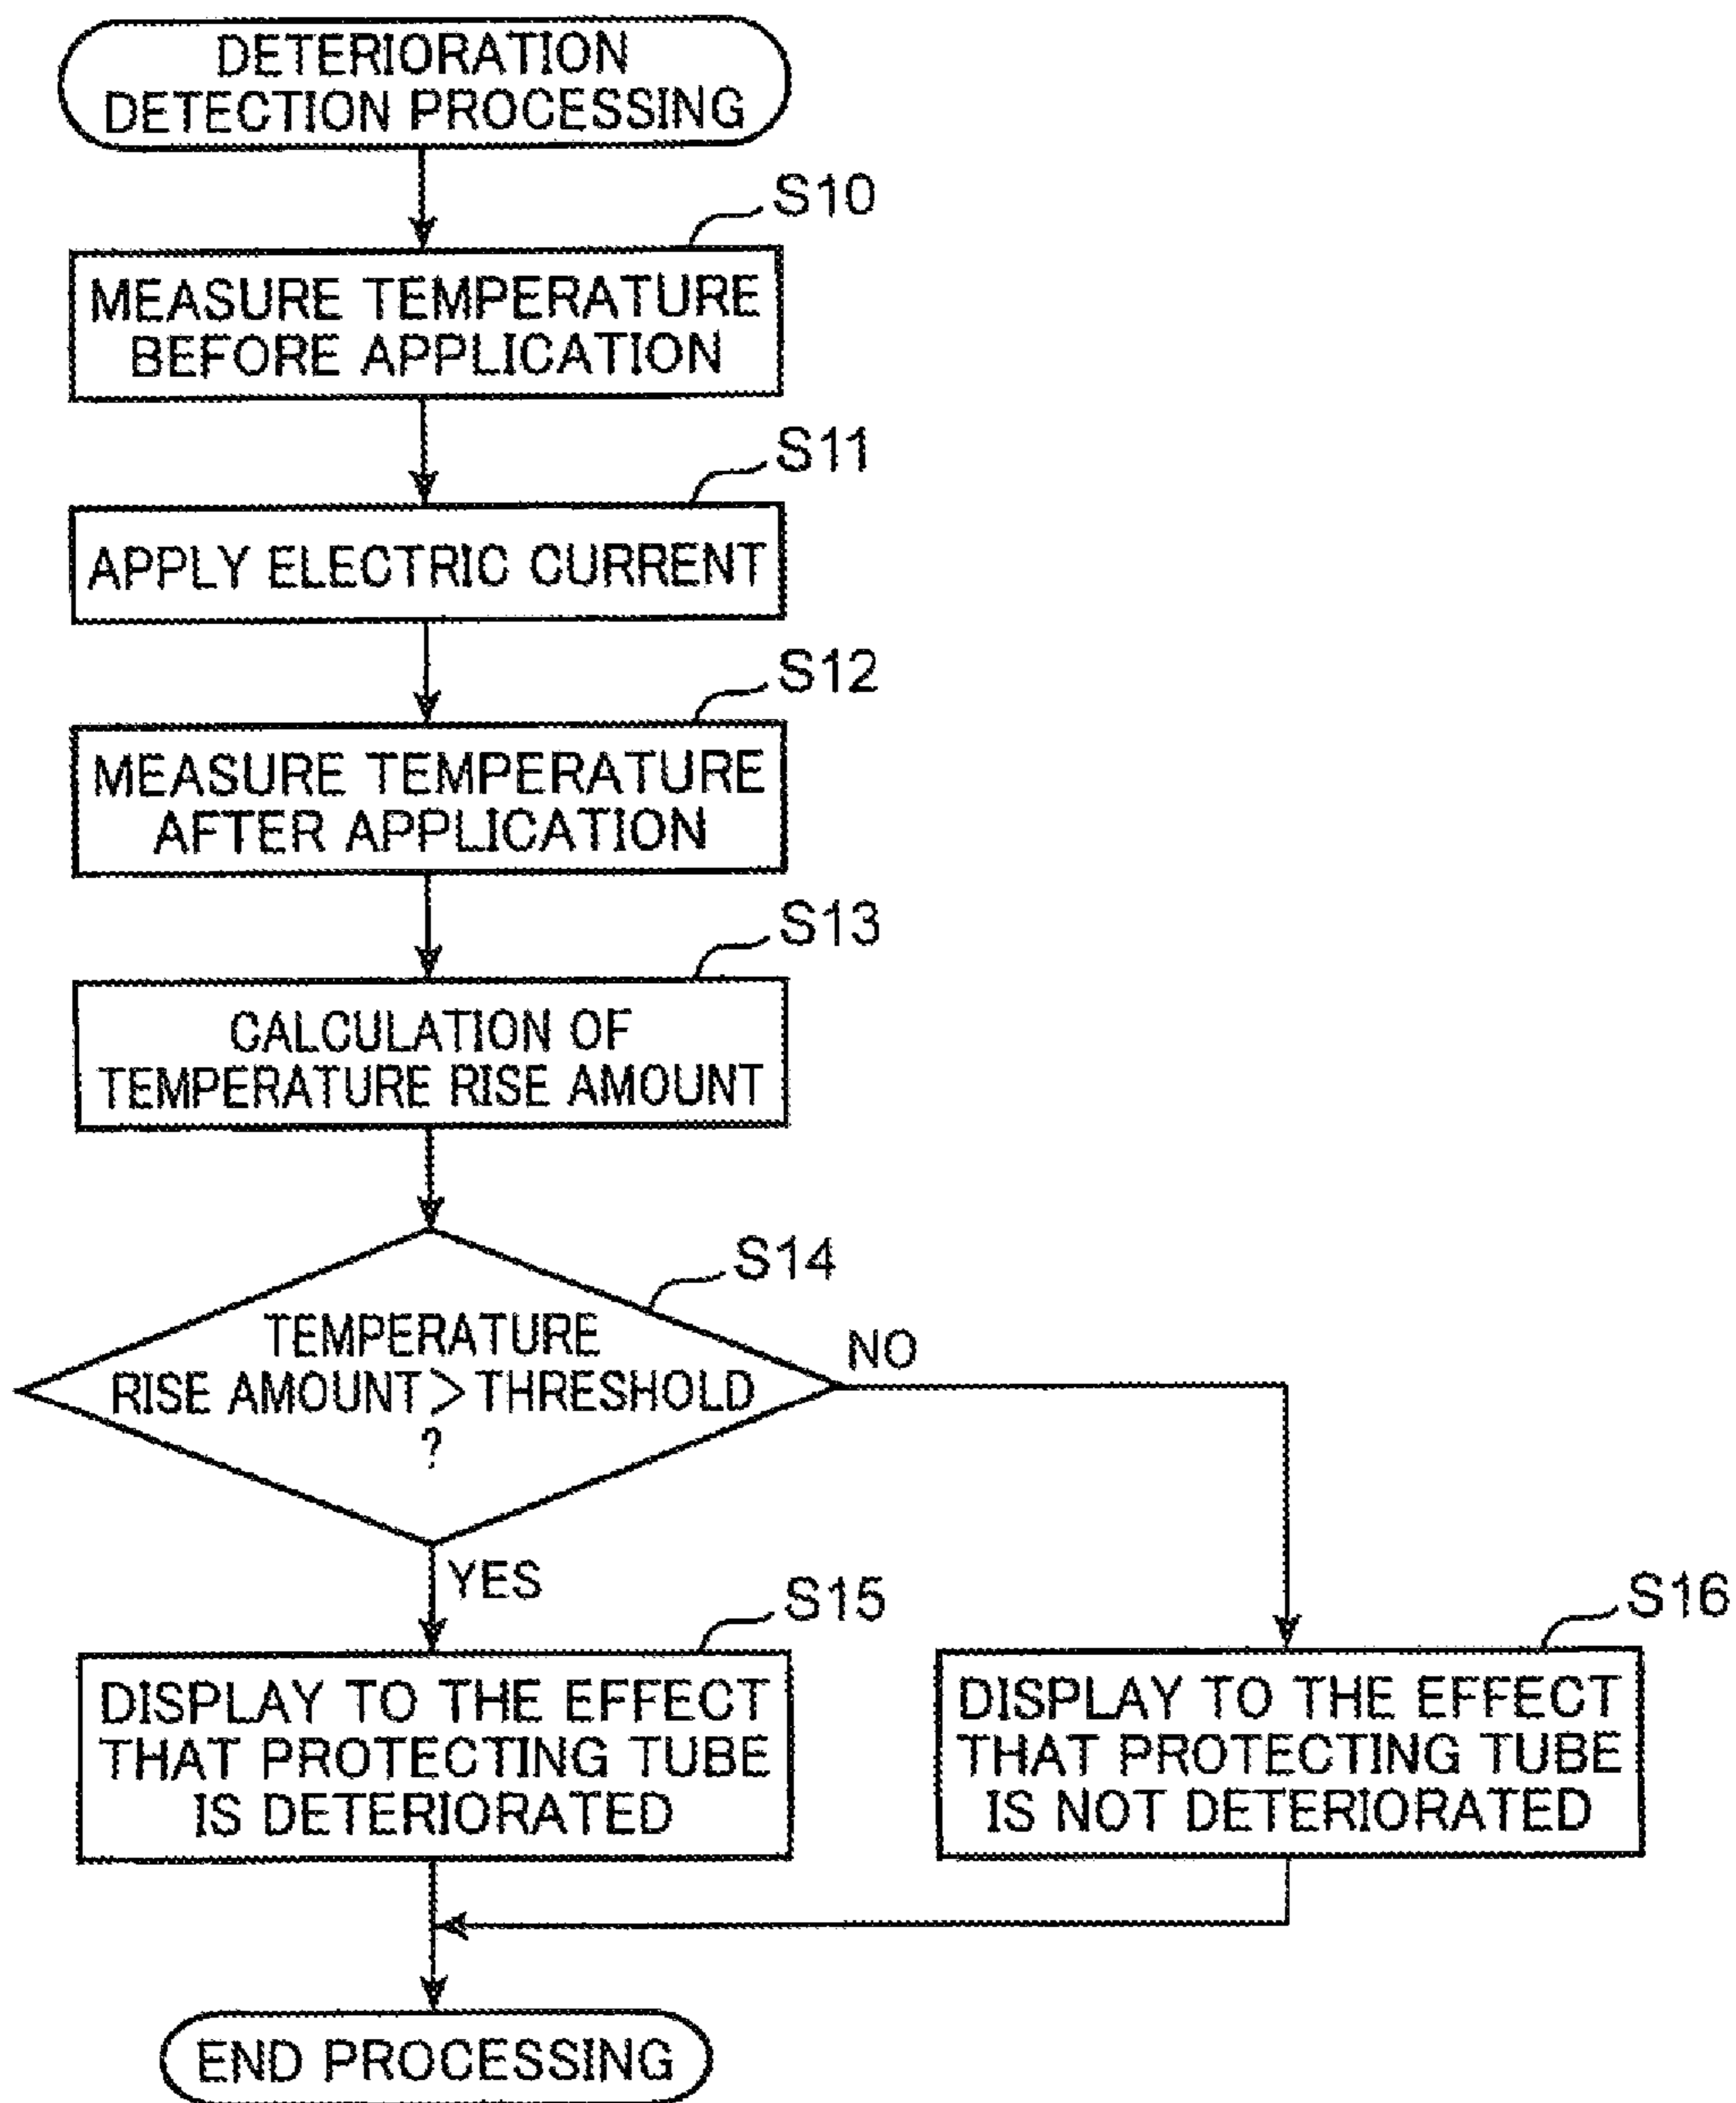 DETERIORATION
DETECTION PROCESSING
S10
MEASURE TEMPERATURE
BEFORE APPLICATION
S11
APPLY ELECTRIC CURRENT
S12
MEASURE TEMPERATURE
AFTER APPLICATION
S13
CALCULATION OF
TEMPERATURE RISE AMOUNT
S14
TEMPERATURE
RISE AMOUNT > THRESHOLD
?
NO
YES
S15
DISPLAY TO THE EFFECT
THAT PROTECTING TUBE
IS DETERIORATED
S16
DISPLAY TO THE EFFECT
THAT PROTECTING TUBE
IS NOT DETERIORATED
END PROCESSING